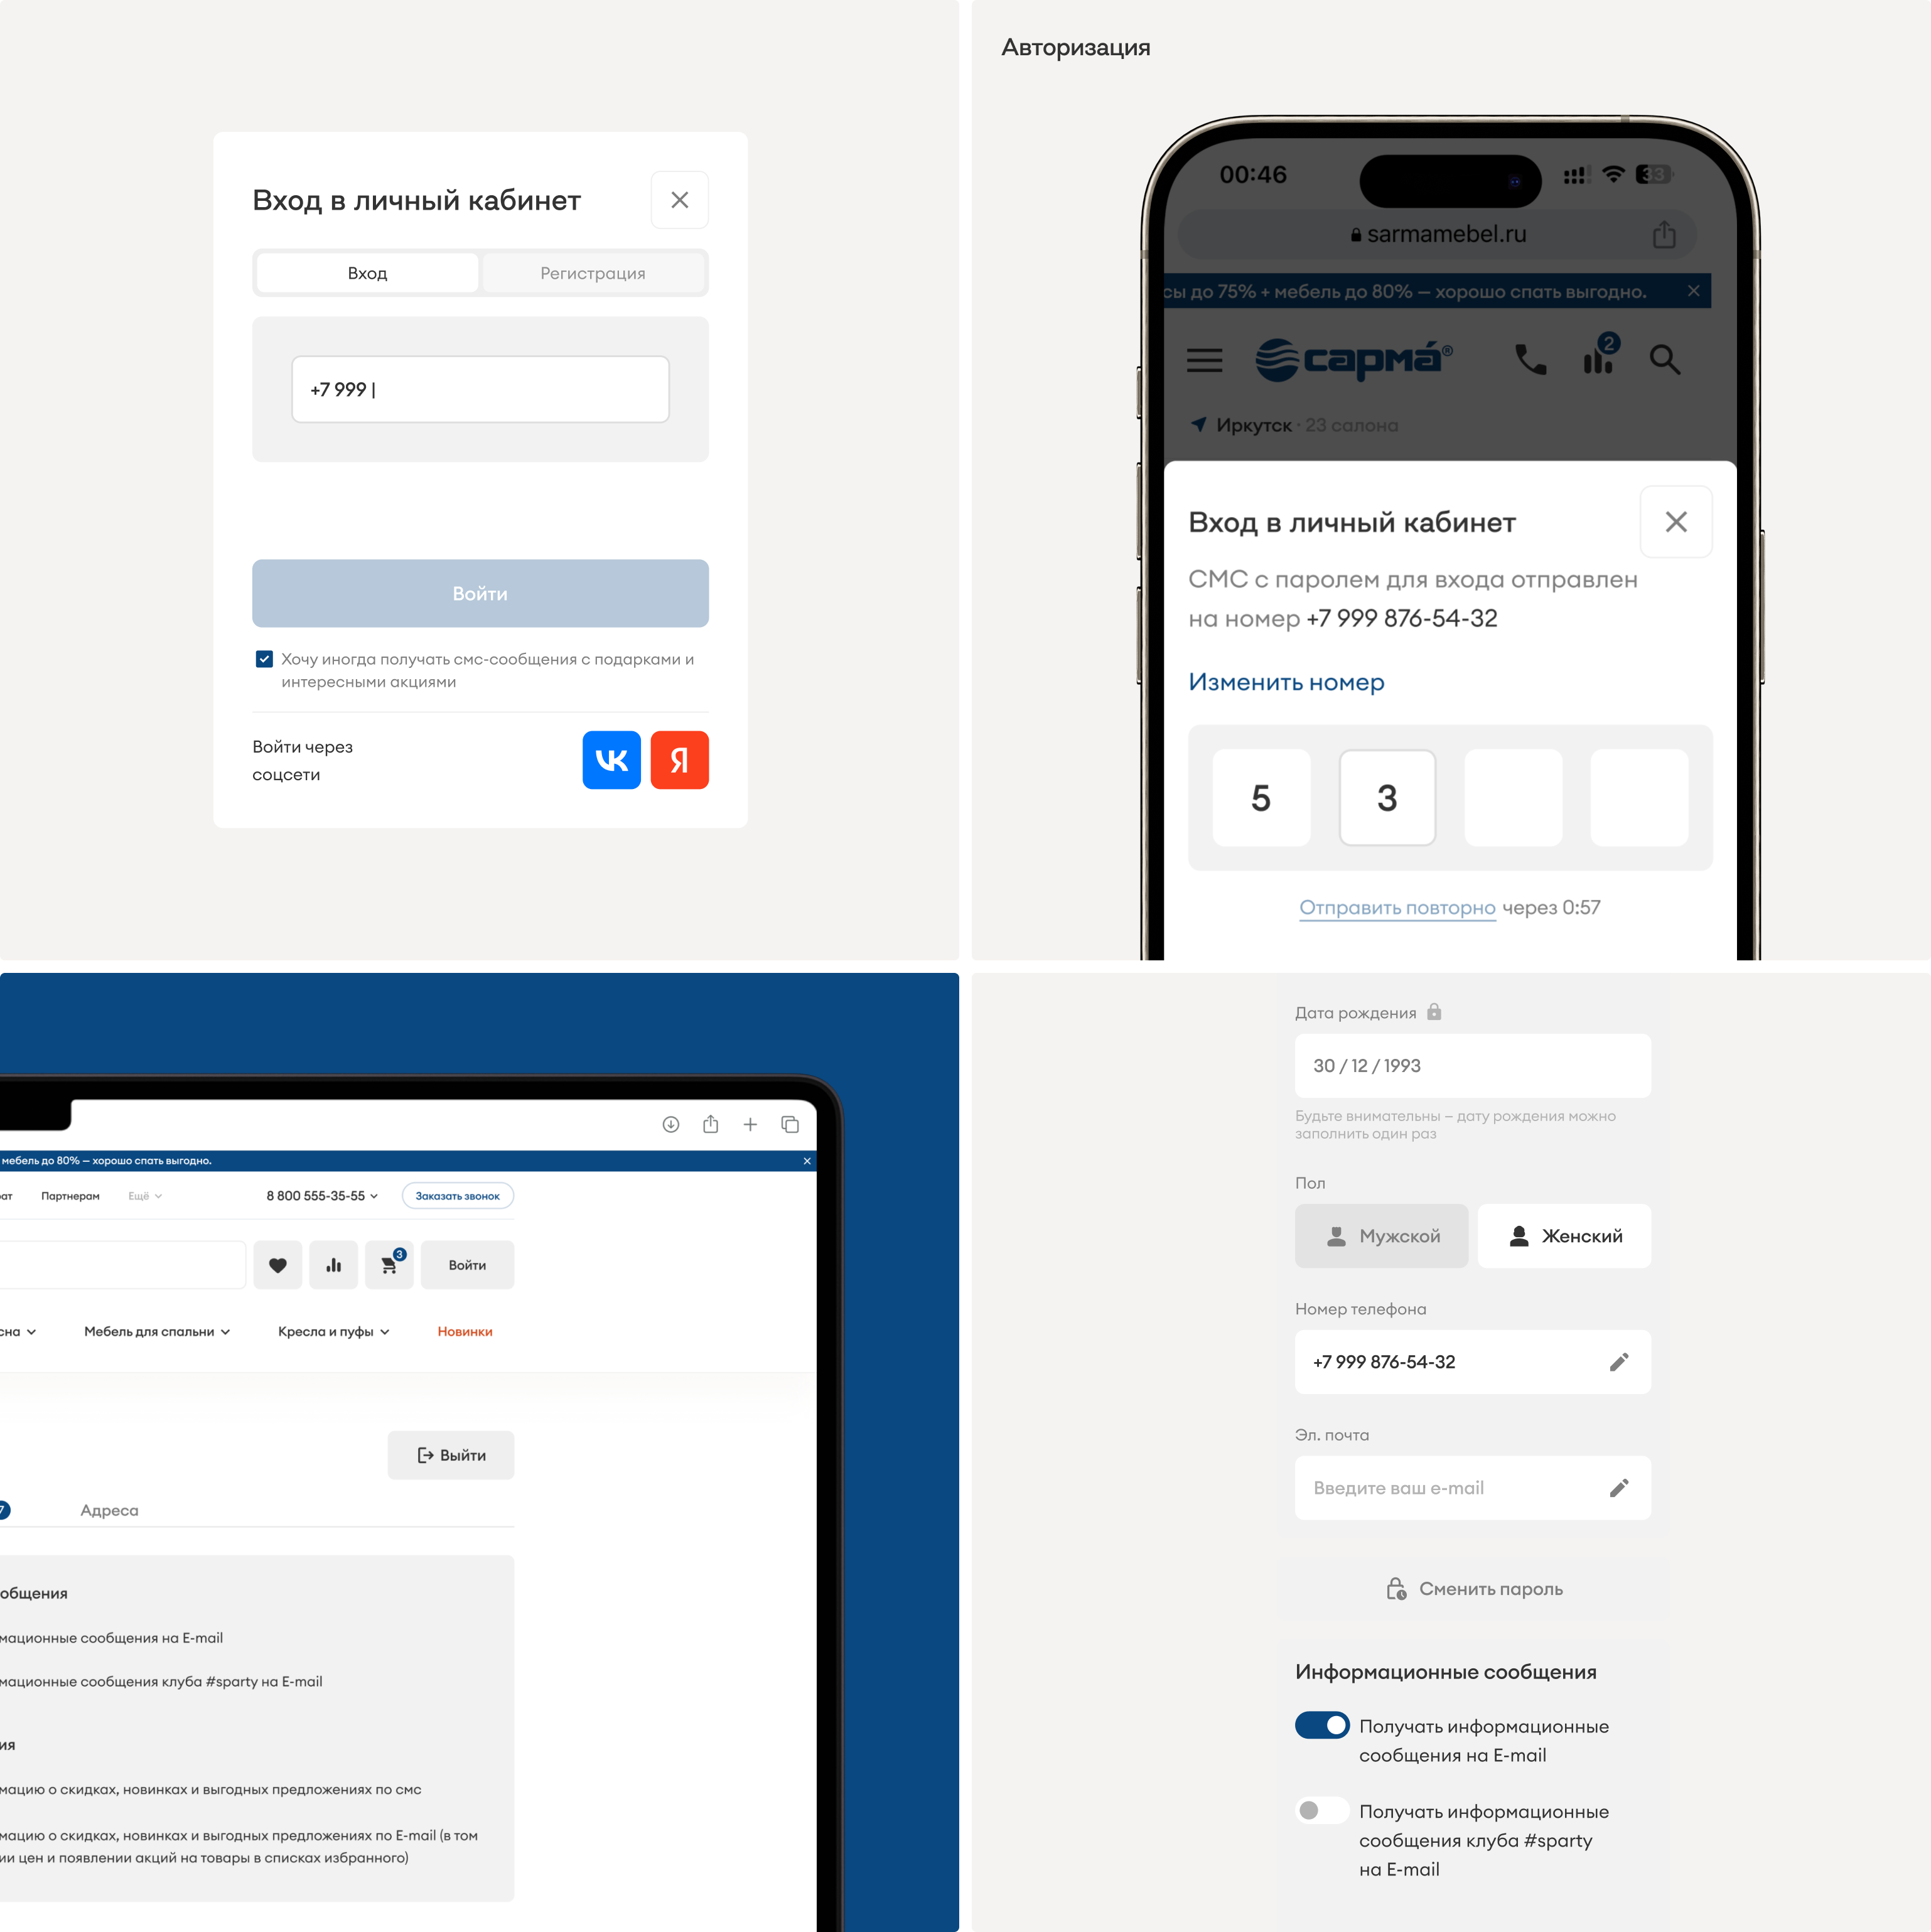 Вход в личный кабинет
Вход
Регистрация
+7 999 |
Войти
Хочу иногда получать смс-сообщения с подарками и
интересными акциями
Войти через
соцсети
VK
Я
Авторизация
00:46
33
sarmamebel.ru
сы до 75% + мебель до 80% — хорошо спать выгодно.
сарма́®
2
Иркутск · 23 салона
Вход в личный кабинет
СМС с паролем для входа отправлен
на номер +7 999 876-54-32
Изменить номер
5
3
Отправить повторно через 0:57
мебель до 80% — хорошо спать выгодно.
ат
Партнерам
Ещё
8 800 555-35-55
Заказать звонок
3
Войти
сна
Мебель для спальни
Кресла и пуфы
Новинки
Выйти
7
Адреса
общения
мационные сообщения на E-mail
мационные сообщения клуба #sparty на E-mail
ия
мацию о скидках, новинках и выгодных предложениях по смс
мацию о скидках, новинках и выгодных предложениях по E-mail (в том
ии цен и появлении акций на товары в списках избранного)
Дата рождения
30 / 12 / 1993
Будьте внимательны — дату рождения можно
заполнить один раз
Пол
Мужской
Женский
Номер телефона
+7 999 876-54-32
Эл. почта
Введите ваш e-mail
Сменить пароль
Информационные сообщения
Получать информационные
сообщения на E-mail
Получать информационные
сообщения клуба #sparty
на E-mail